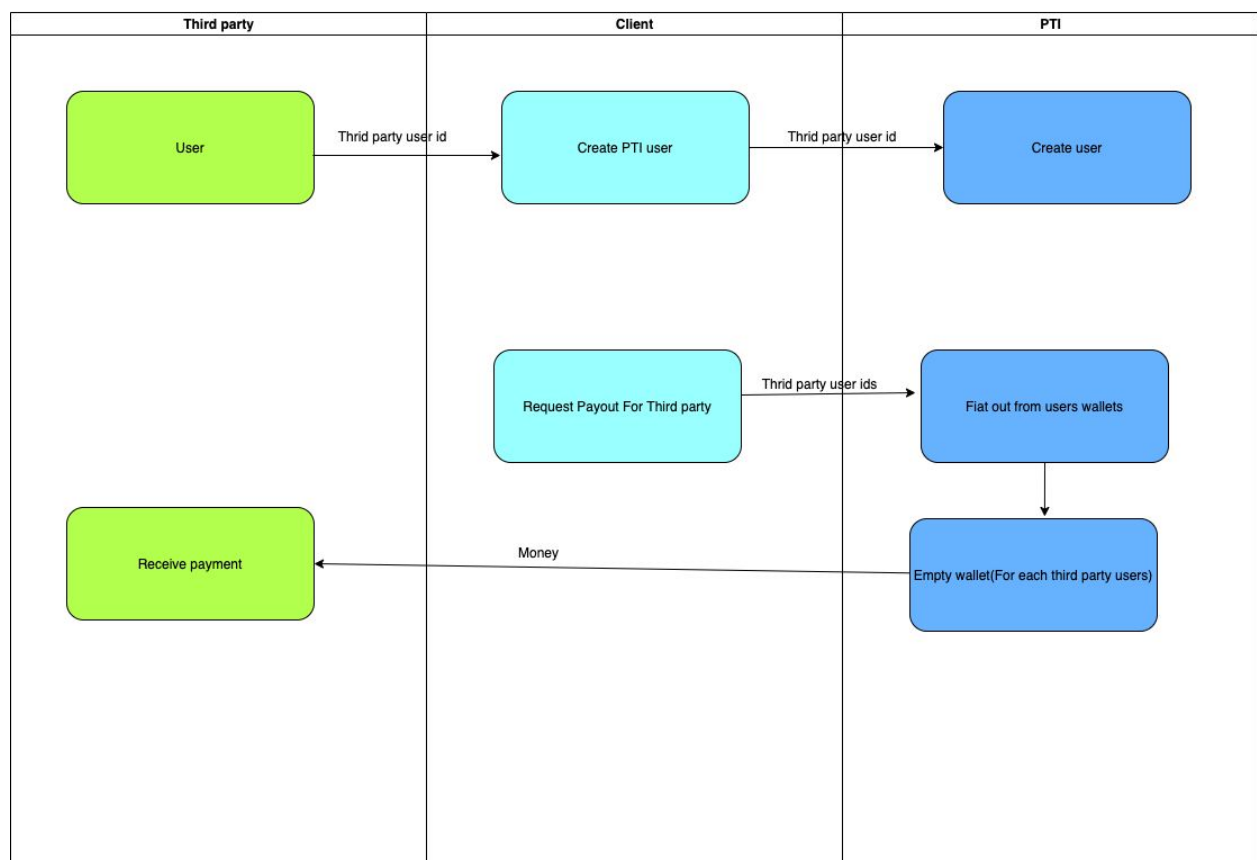 Third party
Client
PTI
User
Thrid party user id
Create PTI user
Thrid party user id
Create user
Request Payout For Third party
Thrid party user ids
Fiat out from users wallets
Receive payment
Money
Empty wallet(For each third party users)